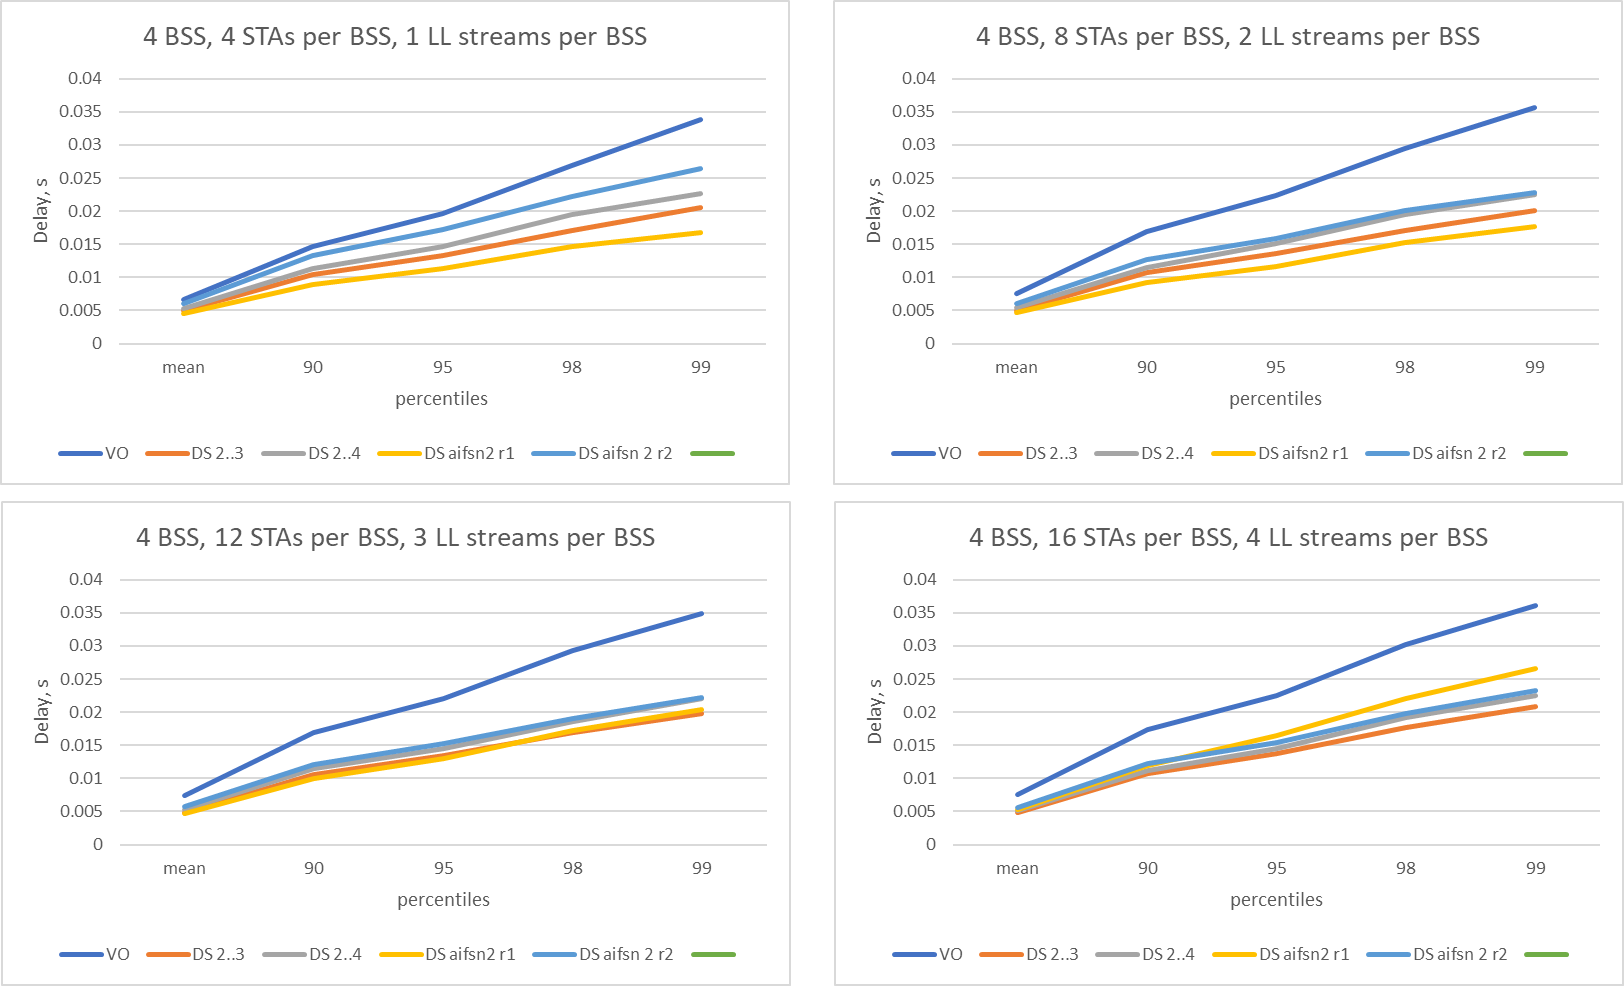 4 BSS, 4 STAs per BSS, 1 LL streams per BSS
0.04
0.035
0.03
0.025
0.02
0.015
0.01
0.005
0
Delay, s
mean 90 95 98 99
percentiles
VO DS 2..3 DS 2..4 DS aifsn2 r1 DS aifsn 2 r2
4 BSS, 8 STAs per BSS, 2 LL streams per BSS
0.04
0.035
0.03
0.025
0.02
0.015
0.01
0.005
0
Delay, s
mean 90 95 98 99
percentiles
VO DS 2..3 DS 2..4 DS aifsn2 r1 DS aifsn 2 r2
4 BSS, 12 STAs per BSS, 3 LL streams per BSS
0.04
0.035
0.03
0.025
0.02
0.015
0.01
0.005
0
Delay, s
mean 90 95 98 99
percentiles
VO DS 2..3 DS 2..4 DS aifsn2 r1 DS aifsn 2 r2
4 BSS, 16 STAs per BSS, 4 LL streams per BSS
0.04
0.035
0.03
0.025
0.02
0.015
0.01
0.005
0
Delay, s
mean 90 95 98 99
percentiles
VO DS 2..3 DS 2..4 DS aifsn2 r1 DS aifsn 2 r2